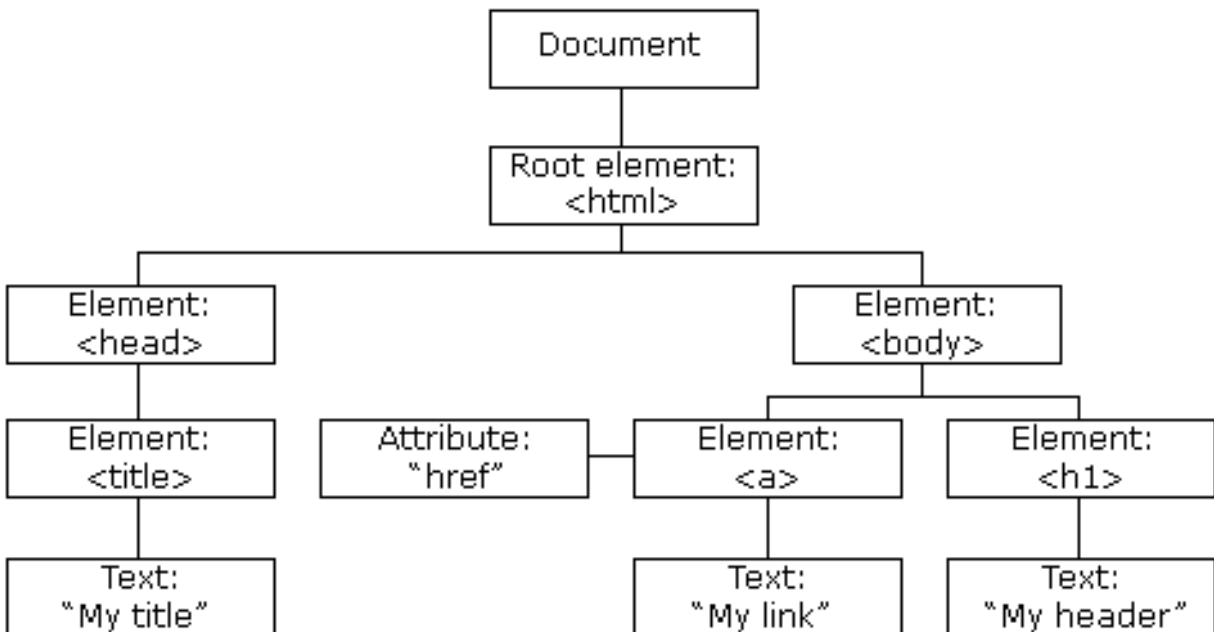 Document
Root element:
<html>
Element:
<head>
Element:
<body>
Element:
<title>
Attribute:
“href”
Element:
<a>
Element:
<h1>
Text:
“My title”
Text:
“My link”
Text:
“My header”